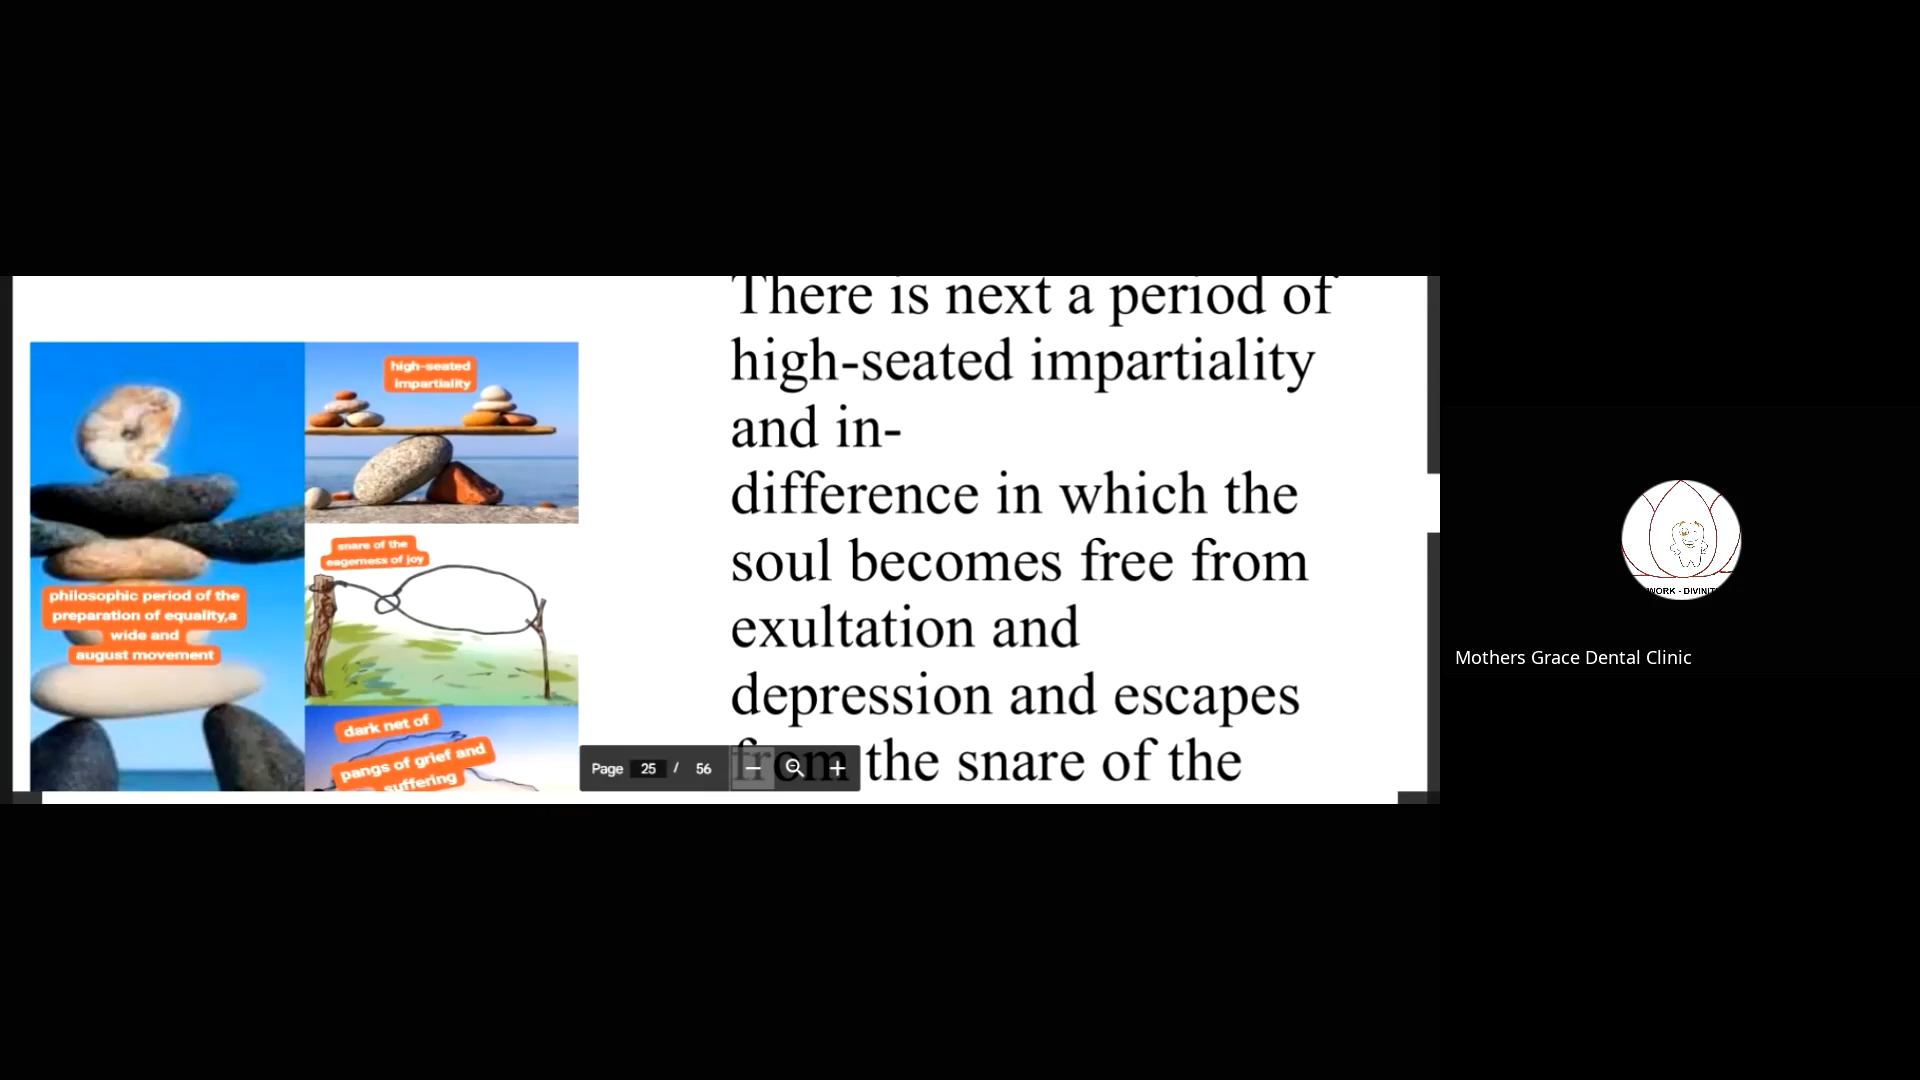 There is next a period of
high-seated impartiality
and in-
difference in which the
soul becomes free from
exultation and
depression and escapes
from the snare of the
high-seated
impartiality
snare of the
eagerness of joy
philosophic period of the
preparation of equality,a
wide and
august movement
dark net of
pangs of grief and
suffering
Page 25 / 56
WORK - DIVINIT
Mothers Grace Dental Clinic